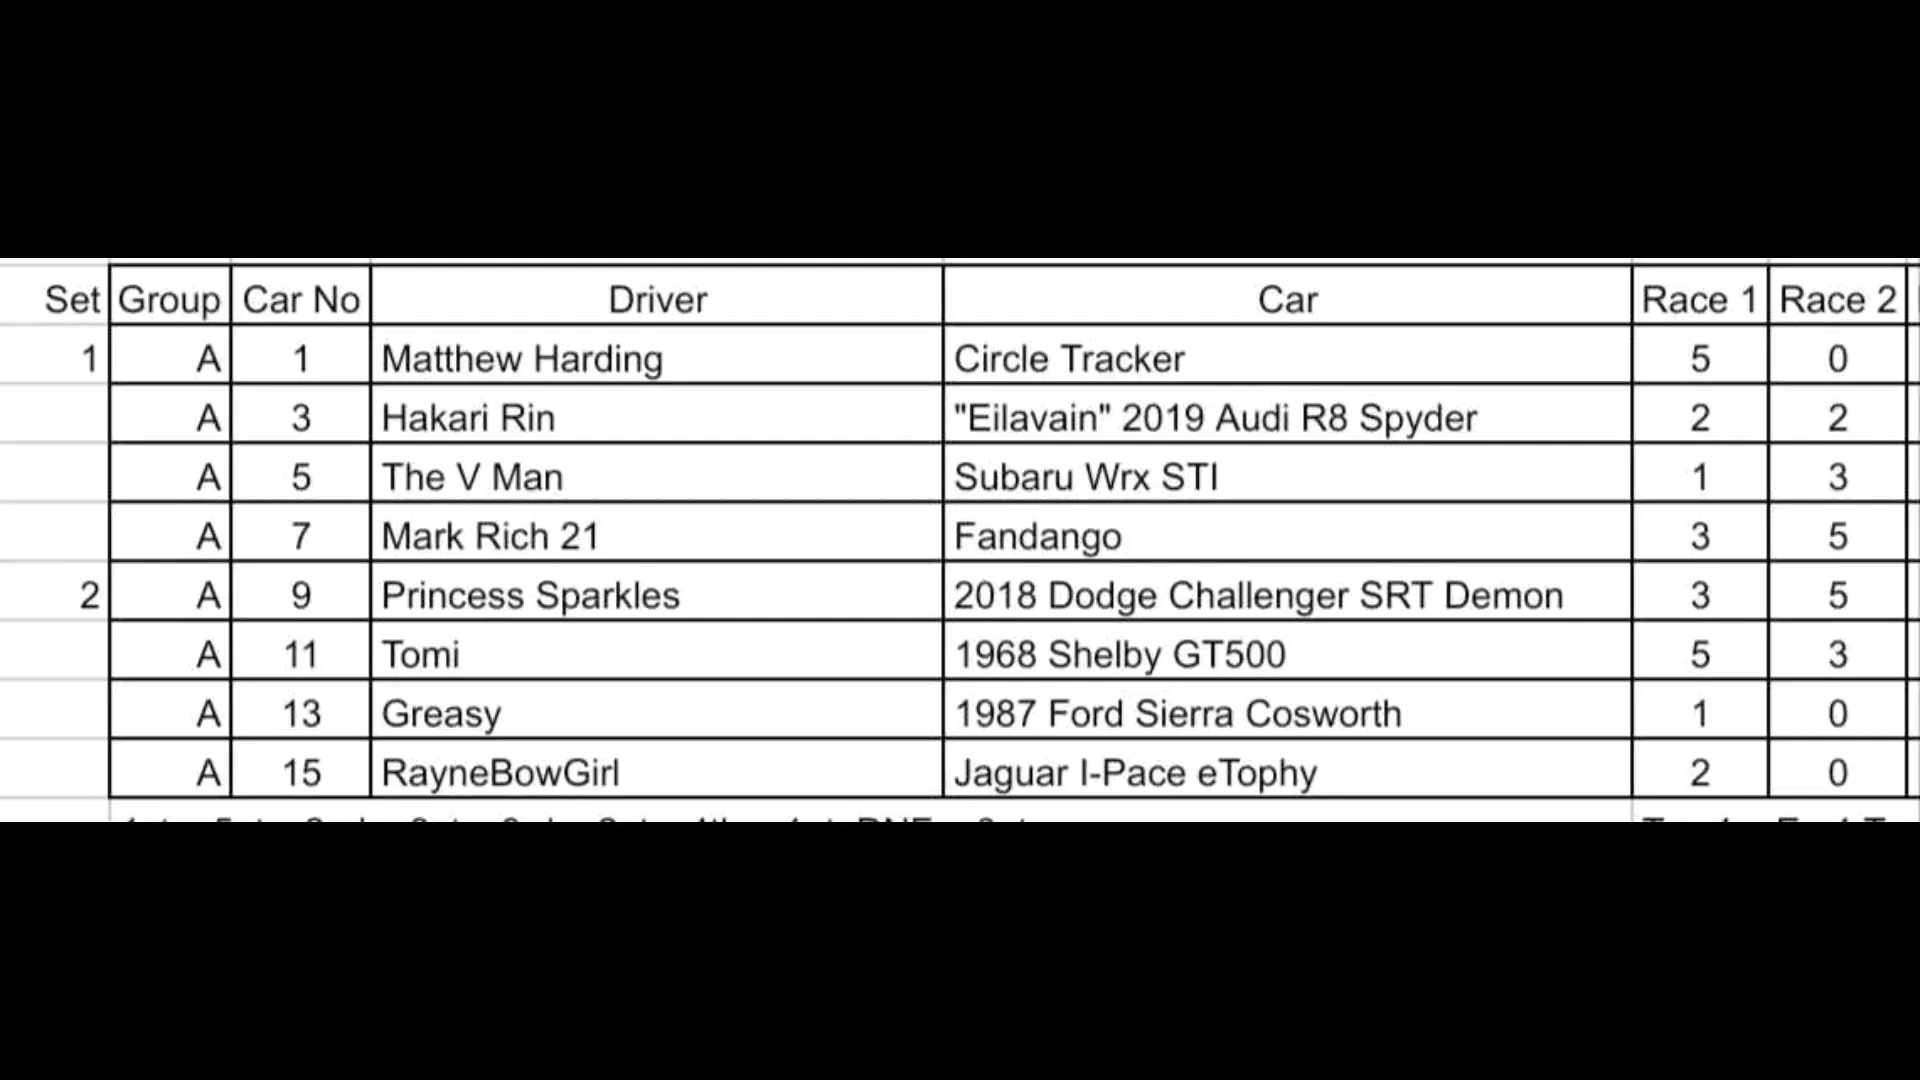 Set Group Car No Driver Car Race 1 Race 2
1 A 1 Matthew Harding Circle Tracker 5 0
A 3 Hakari Rin "Eilavain" 2019 Audi R8 Spyder 2 2
A 5 The V Man Subaru Wrx STI 1 3
A 7 Mark Rich 21 Fandango 3 5
2 A 9 Princess Sparkles 2018 Dodge Challenger SRT Demon 3 5
A 11 Tomi 1968 Shelby GT500 5 3
A 13 Greasy 1987 Ford Sierra Cosworth 1 0
A 15 RayneBowGirl Jaguar I-Pace eTophy 2 0